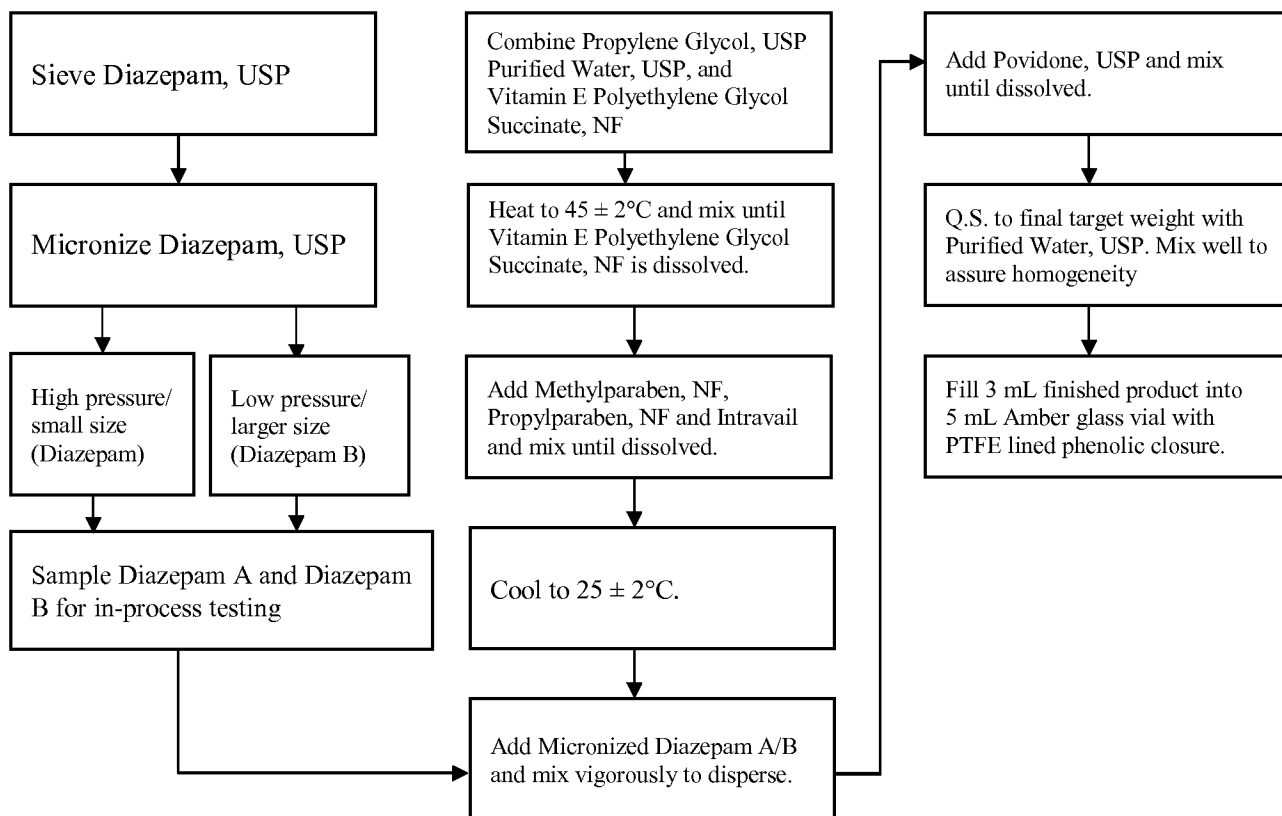 Sieve Diazepam, USP
Micronize Diazepam, USP
High pressure/
small size
(Diazepam)
Low pressure/
larger size
(Diazepam B)
Sample Diazepam A and Diazepam
B for in-process testing
Combine Propylene Glycol, USP
Purified Water, USP, and
Vitamin E Polyethylene Glycol
Succinate, NF
Heat to 45 ± 2°C and mix until
Vitamin E Polyethylene Glycol
Succinate, NF is dissolved.
Add Methylparaben, NF,
Propylparaben, NF and Intravail
and mix until dissolved.
Cool to 25 ± 2°C.
Add Micronized Diazepam A/B
and mix vigorously to disperse.
Add Povidone, USP and mix
until dissolved.
Q.S. to final target weight with
Purified Water, USP. Mix well to
assure homogeneity
Fill 3 mL finished product into
5 mL Amber glass vial with
PTFE lined phenolic closure.